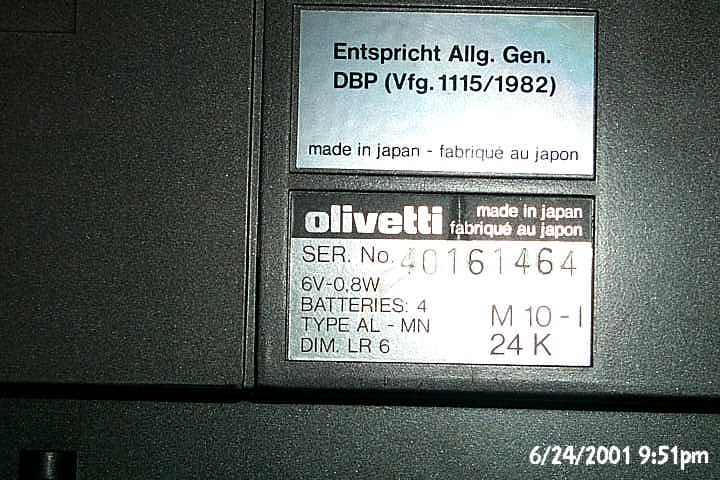 Entspricht Allg. Gen.
DBP (Vfg. 1115/1982)
made in japan - fabriqué au japon
olivetti made in japan
fabriqué au japon
SER. No. 40161464
6V-0,8W
BATTERIES: 4
TYPE AL - MN M 10 - I
DIM. LR 6 24 K
6/24/2001 9:51pm